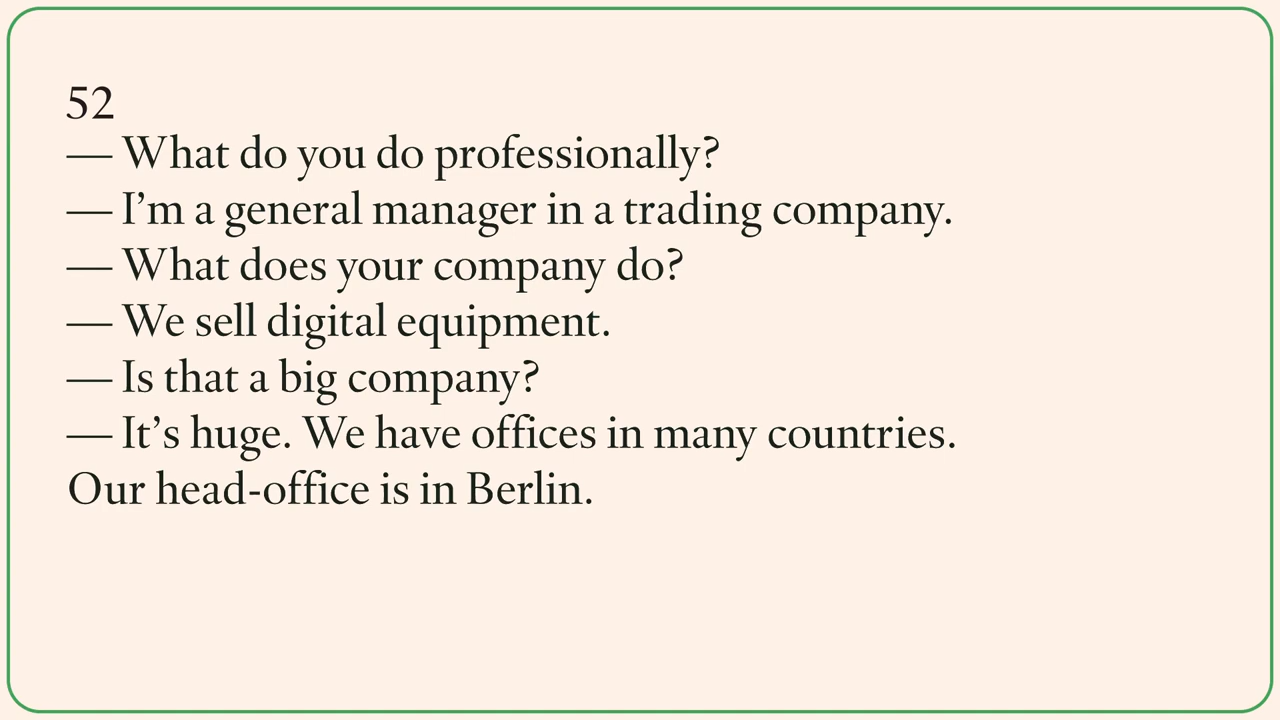 52
— What do you do professionally?
— I’m a general manager in a trading company.
— What does your company do?
— We sell digital equipment.
— Is that a big company?
— It’s huge. We have offices in many countries.
Our head-office is in Berlin.